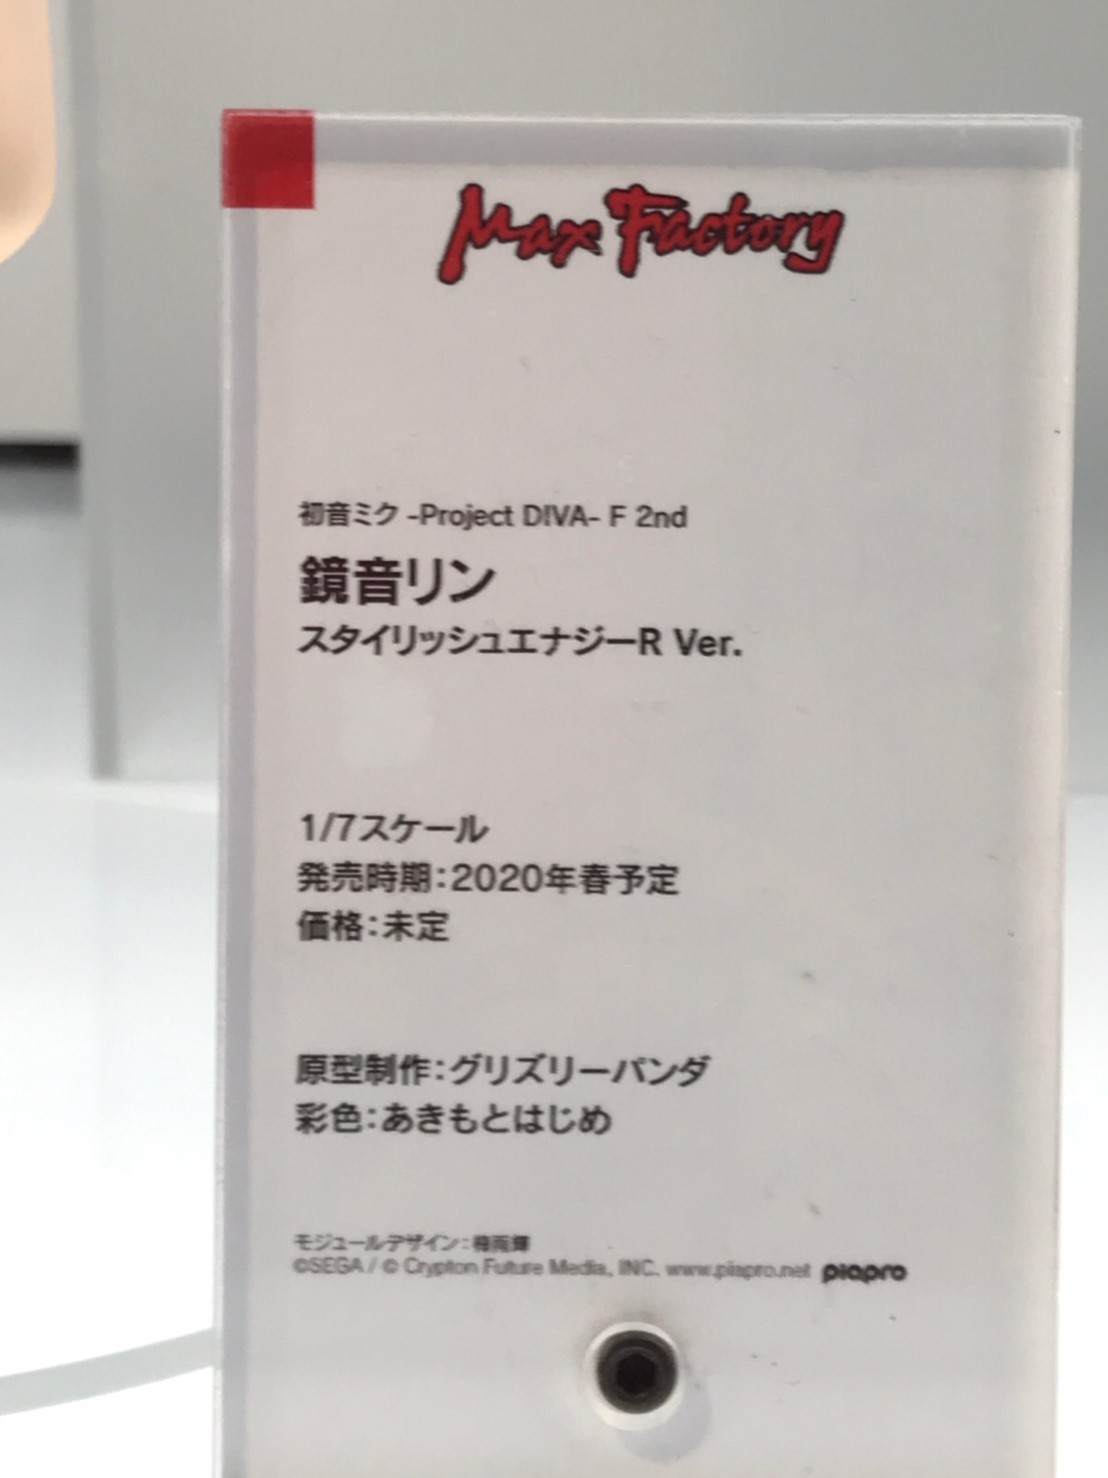 Max Factory
初音ミク -Project DIVA- F 2nd
鏡音リン
スタイリッシュエナジーR Ver.
1/7スケール
発売時期:2020年春予定
価格:未定
原型制作:グリズリーパンダ
彩色:あきもとはじめ
モジュールデザイン:
©SEGA / © Crypton Future Media, INC. www.piapro.net piapro